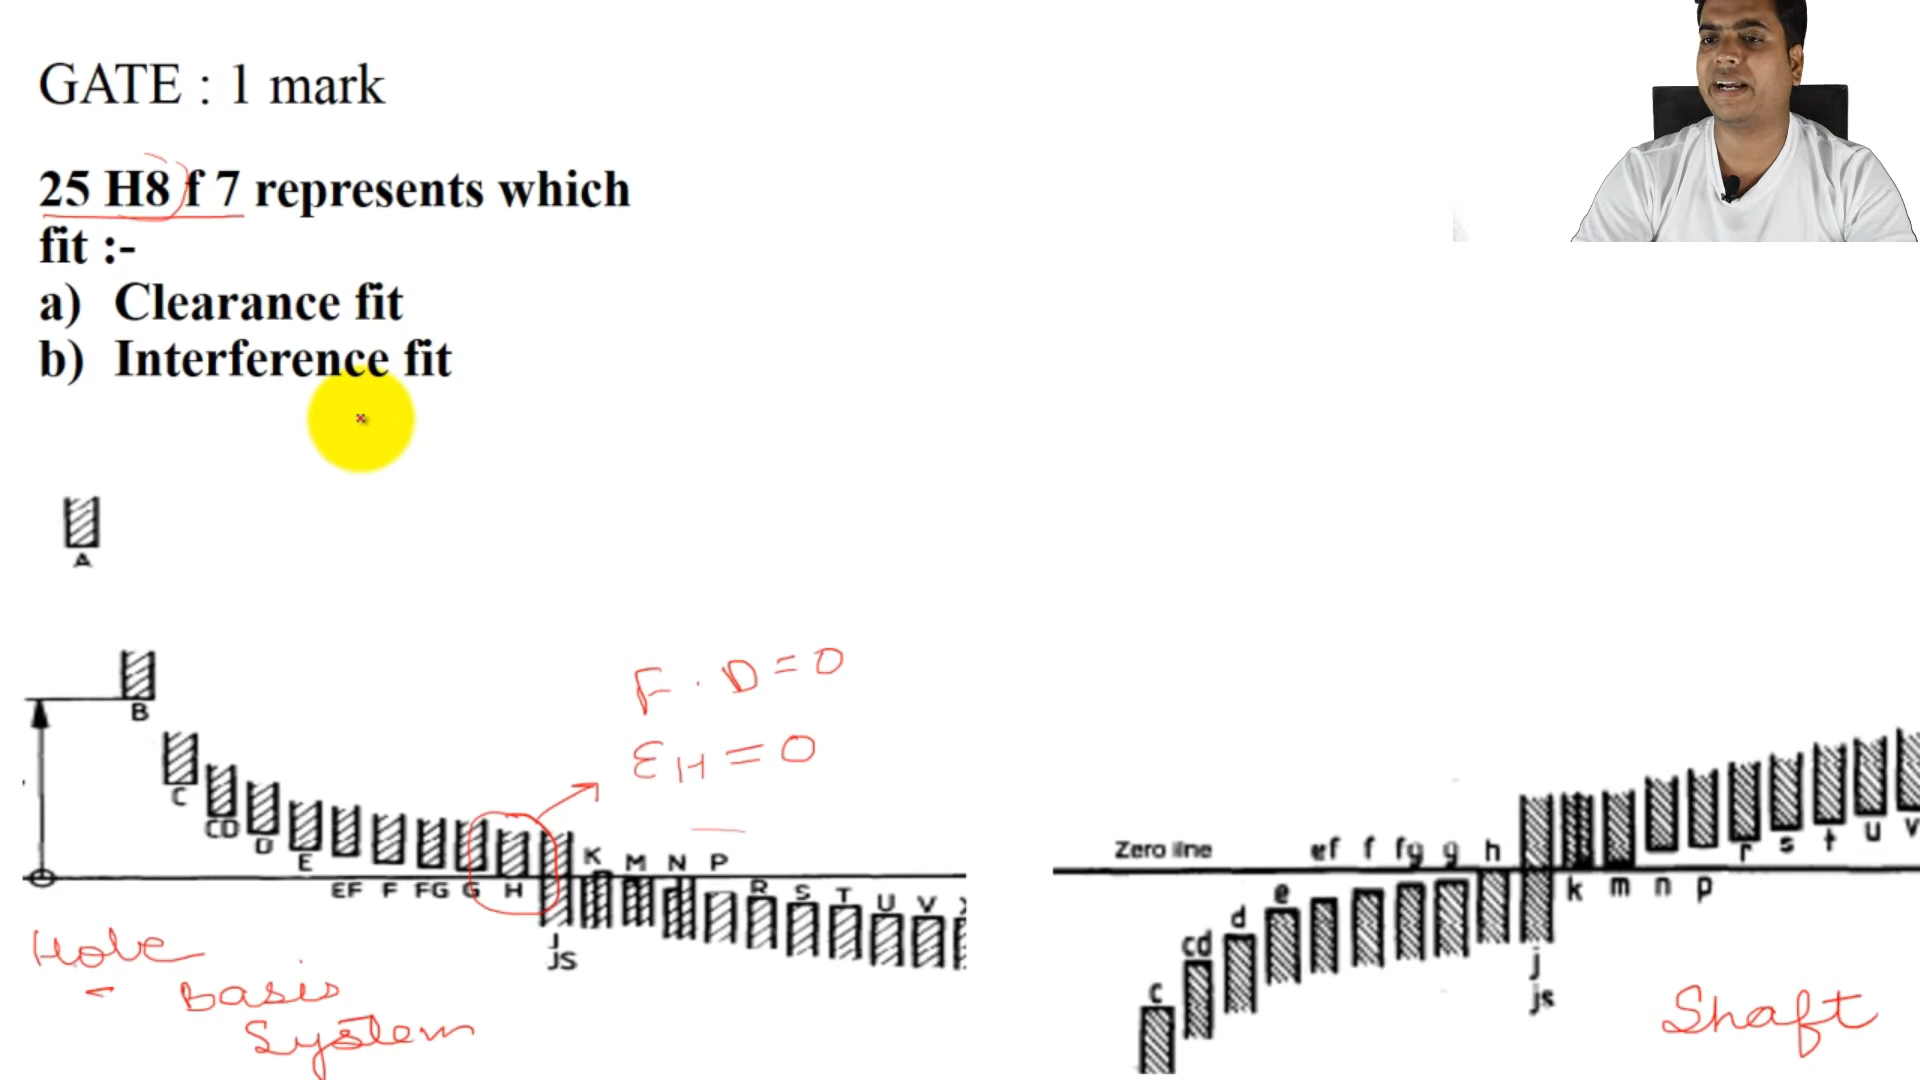 GATE : 1 mark
25 H8 f 7 represents which
fit :-
a) Clearance fit
b) Interference fit
A
B
F.D=0
EH=0
C
CD
D
E
K M N P
EF F FG G H
R S T U V
J
JS
Hole
Basis
System
Zero line
ef f fg g h
r s t u v
k m n p
e
d
cd
c
j
js
Shaft